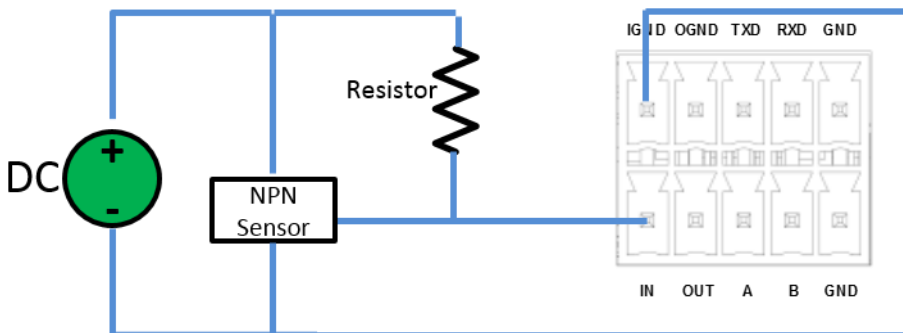 IGND OGND TXD RXD GND
Resistor
+
DC
-
NPN
Sensor
IN OUT A B GND